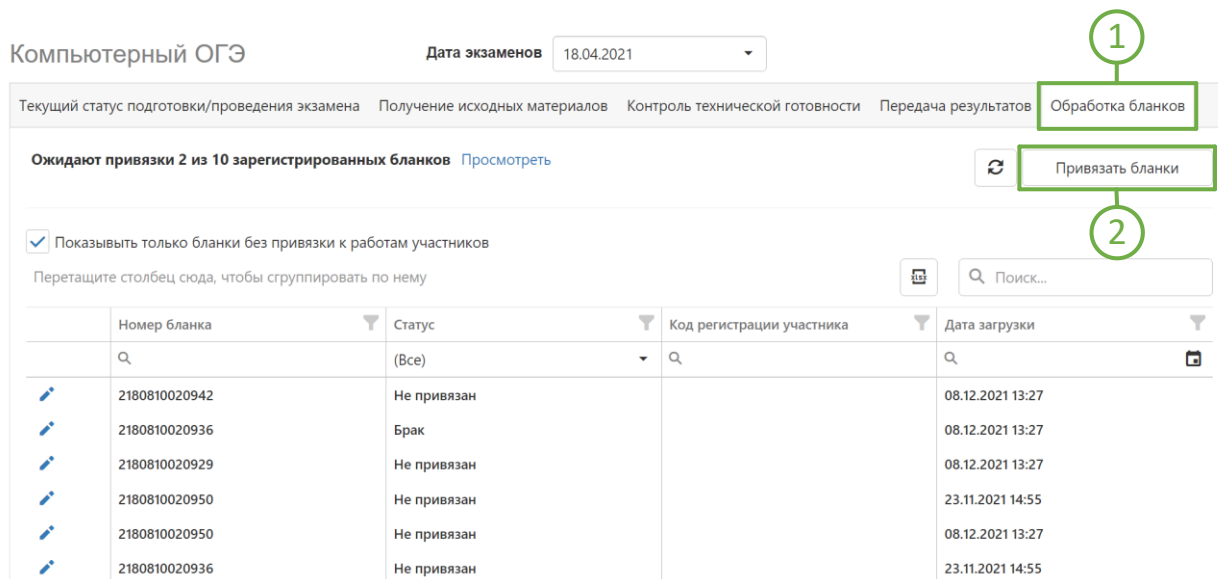 1
Компьютерный ОГЭ Дата экзаменов 18.04.2021
Текущий статус подготовки/проведения экзамена Получение исходных материалов Контроль технической готовности Передача результатов Обработка бланков
Ожидают привязки 2 из 10 зарегистрированных бланков Просмотреть Привязать бланки
2
Показывыть только бланки без привязки к работам участников
Перетащите столбец сюда, чтобы сгруппировать по нему xlsx Поиск...
Номер бланка Статус Код регистрации участника Дата загрузки
(Все)
2180810020942 Не привязан 08.12.2021 13:27
2180810020936 Брак 08.12.2021 13:27
2180810020929 Не привязан 08.12.2021 13:27
2180810020950 Не привязан 23.11.2021 14:55
2180810020950 Не привязан 08.12.2021 13:27
2180810020936 Не привязан 23.11.2021 14:55